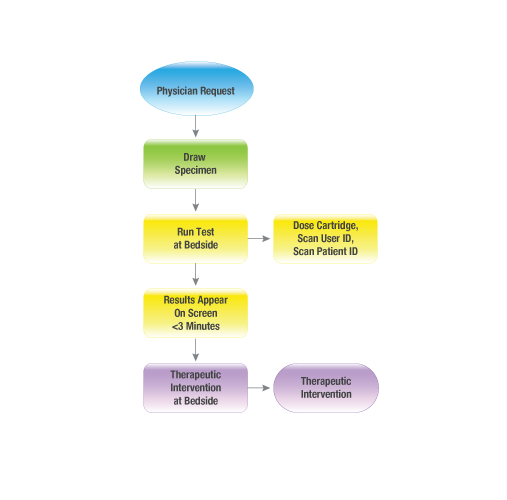 Physician Request
Draw
Specimen
Run Test
at Bedside
Dose Cartridge,
Scan User ID,
Scan Patient ID
Results Appear
On Screen
<3 Minutes
Therapeutic
Intervention
at Bedside
Therapeutic
Intervention